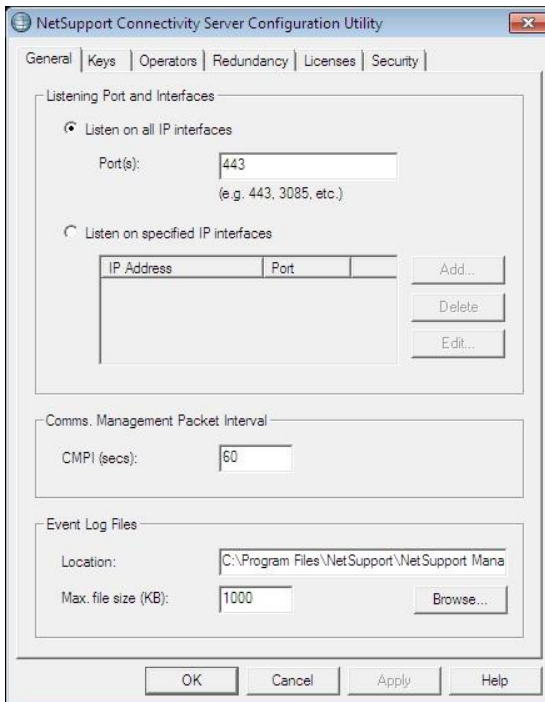 NetSupport Connectivity Server Configuration Utility
General Keys Operators Redundancy Licenses Security
Listening Port and Interfaces
Listen on all IP interfaces
Port(s): 443
(e.g. 443, 3085, etc.)
Listen on specified IP interfaces
IP Address Port
Add...
Delete
Edit...
Comms. Management Packet Interval
CMPI (secs): 60
Event Log Files
Location: C:\Program Files\NetSupport\NetSupport Mana
Max. file size (KB): 1000 Browse...
OK Cancel Apply Help